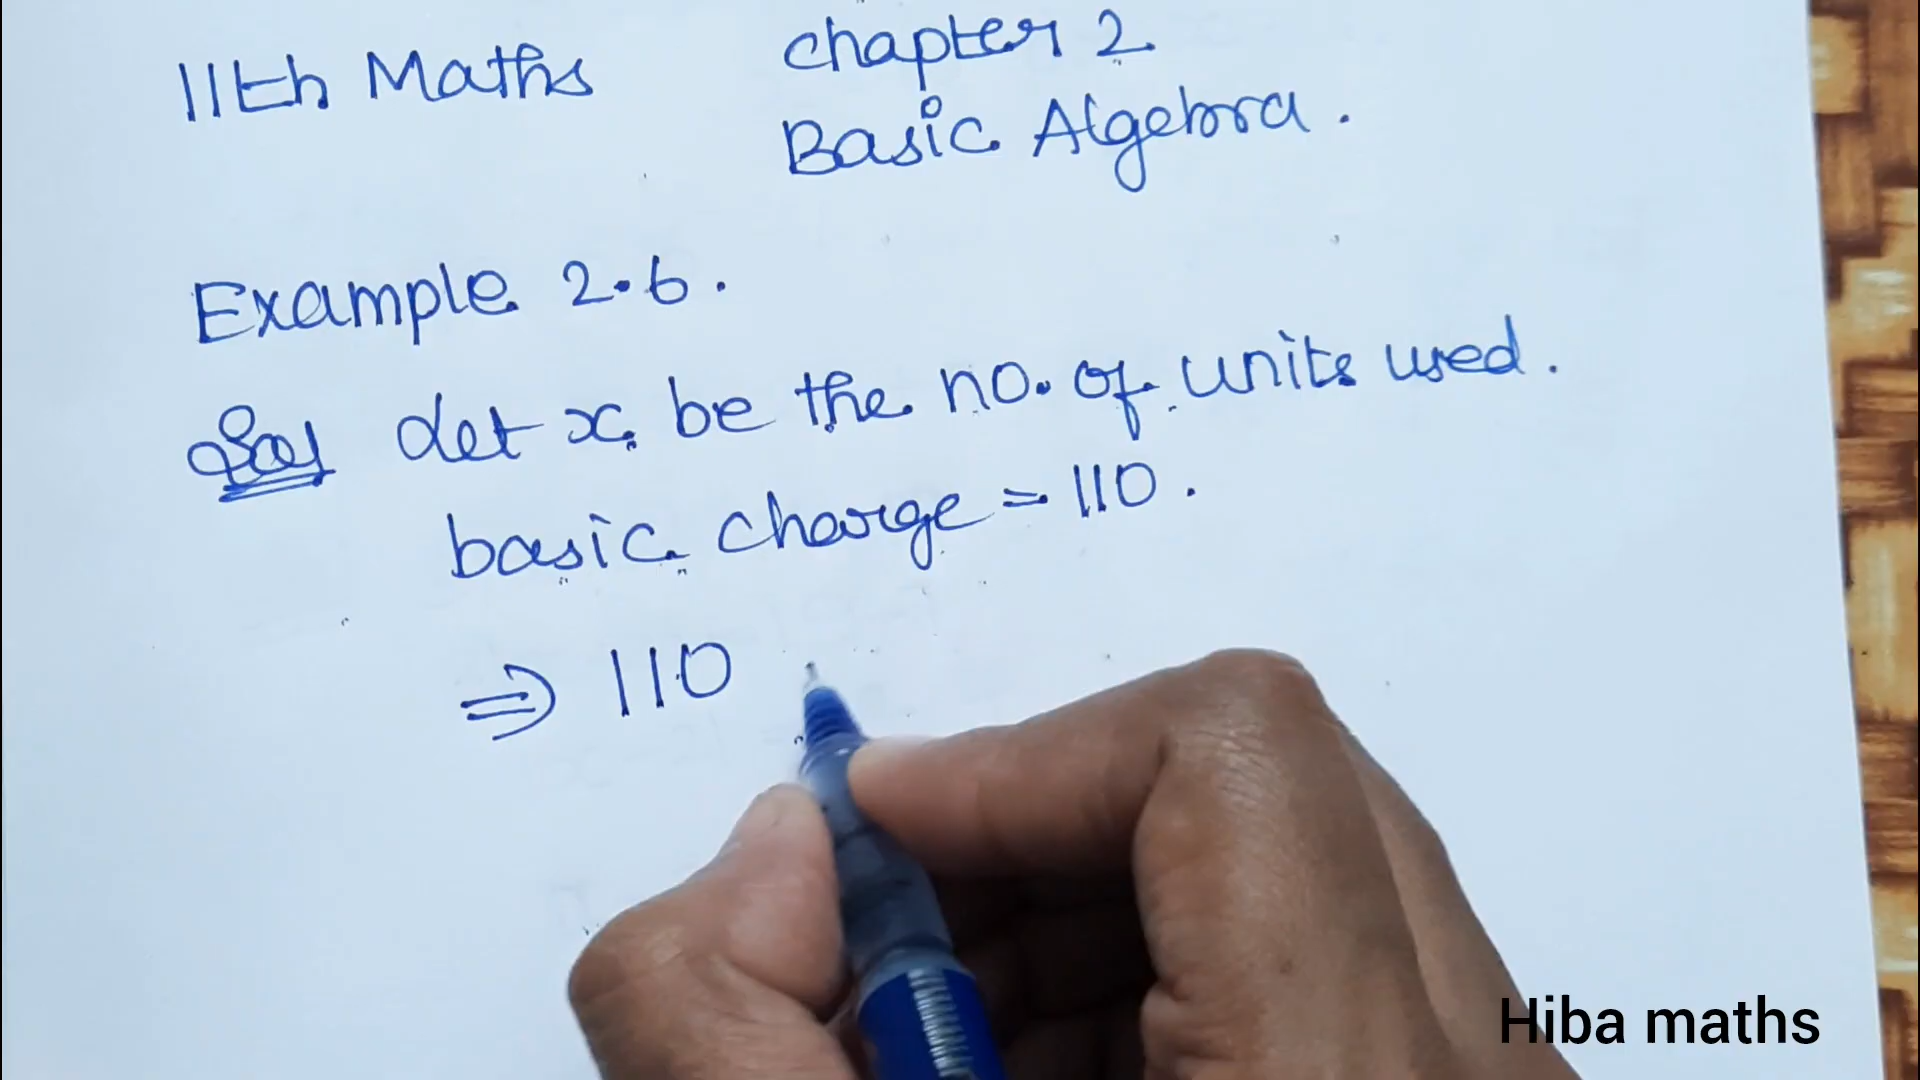 11th Maths
Chapter 2
Basic Algebra.
Example 2.6.
Sol Let x be the no. of units used.
basic charge = 110.
⇒ 110
Hiba maths